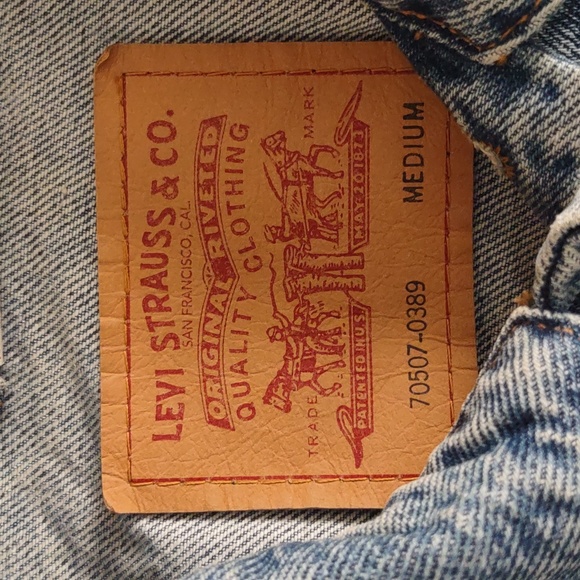 LEVI STRAUSS & CO.
SAN FRANCISCO, CAL.
ORIGINAL RIVETED
QUALITY CLOTHING
TRADE MARK
PATENTED IN U.S. MAY 20 1873
70507-0389 MEDIUM